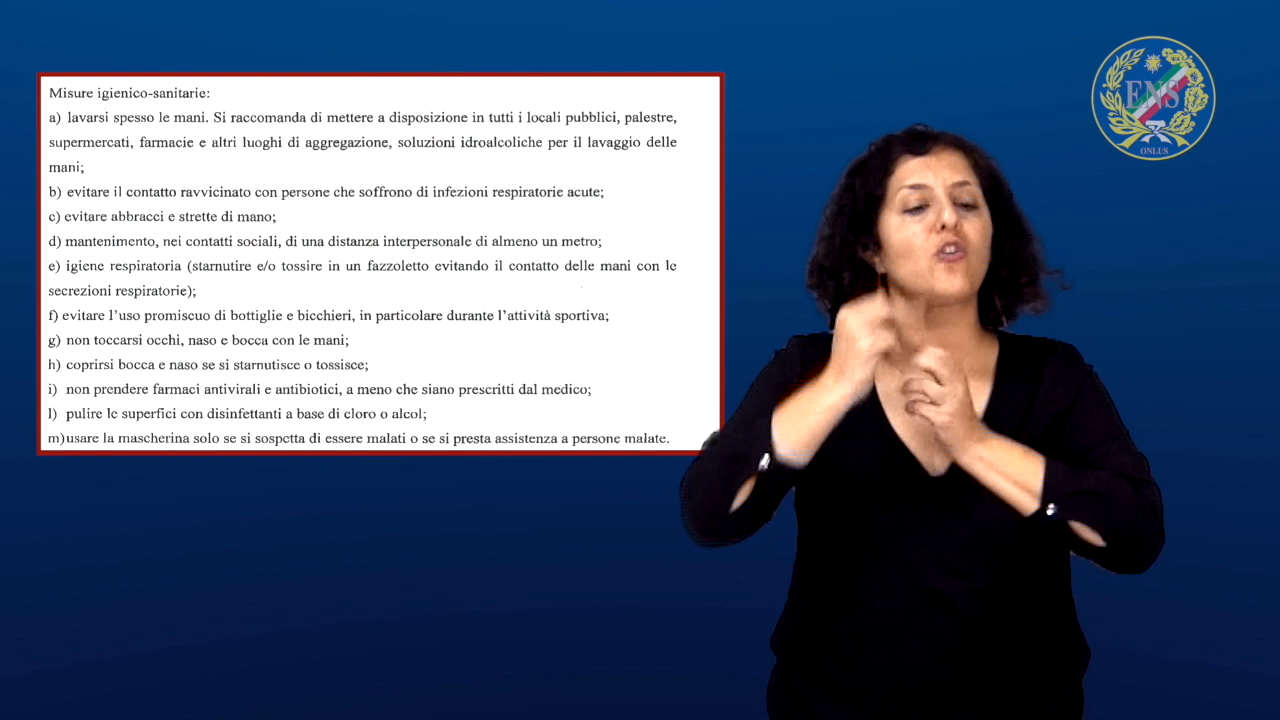 Misure igienico-sanitarie:
a) lavarsi spesso le mani. Si raccomanda di mettere a disposizione in tutti i locali pubblici, palestre,
supermercati, farmacie e altri luoghi di aggregazione, soluzioni idroalcoliche per il lavaggio delle
mani;
b) evitare il contatto ravvicinato con persone che soffrono di infezioni respiratorie acute;
c) evitare abbracci e strette di mano;
d) mantenimento, nei contatti sociali, di una distanza interpersonale di almeno un metro;
e) igiene respiratoria (starnutire e/o tossire in un fazzoletto evitando il contatto delle mani con le
secrezioni respiratorie);
f) evitare l'uso promiscuo di bottiglie e bicchieri, in particolare durante l'attività sportiva;
g) non toccarsi occhi, naso e bocca con le mani;
h) coprirsi bocca e naso se si starnutisce o tossisce;
i) non prendere farmaci antivirali e antibiotici, a meno che siano prescritti dal medico;
l) pulire le superfici con disinfettanti a base di cloro o alcol;
m)usare la mascherina solo se si sospetta di essere malati o se si presta assistenza a persone malate.
ENS
ONLUS